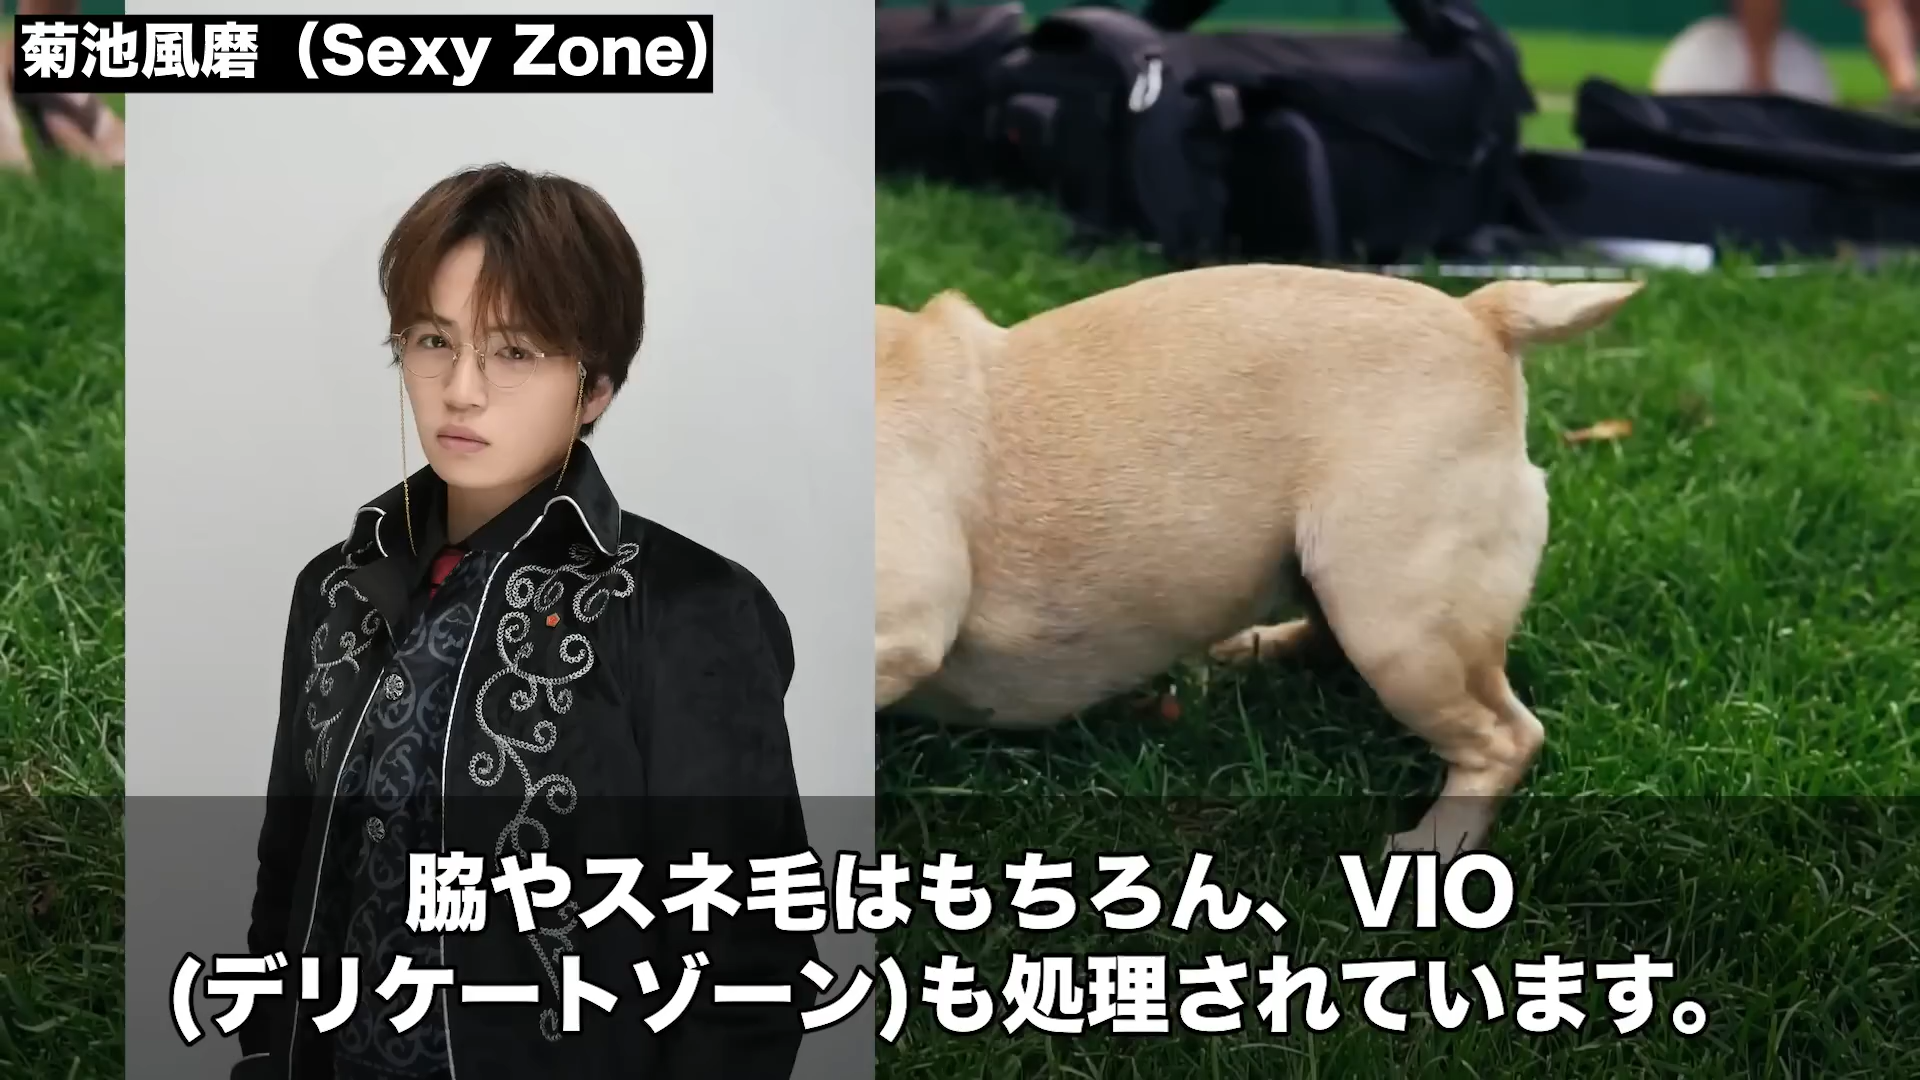 菊池風磨（Sexy Zone）
脇やスネ毛はもちろん、VIO
(デリケートゾーン)も処理されています。